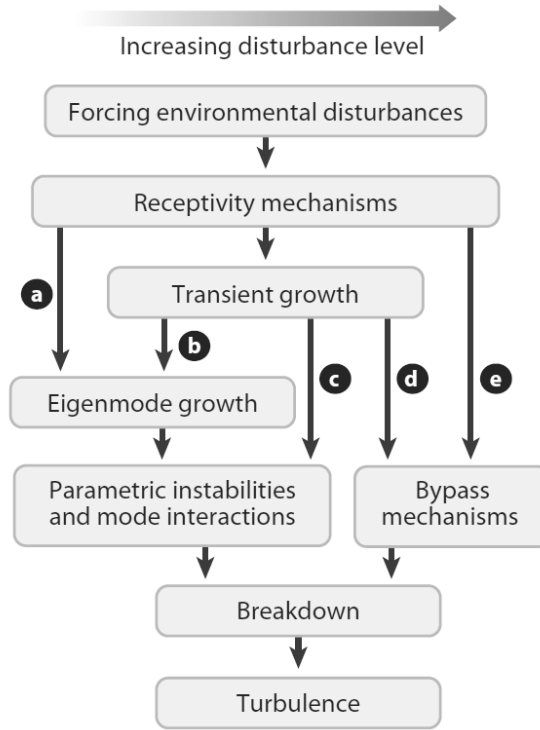 Increasing disturbance level
Forcing environmental disturbances
Receptivity mechanisms
a
Transient growth
b
c
d
e
Eigenmode growth
Parametric instabilities
and mode interactions
Bypass
mechanisms
Breakdown
Turbulence